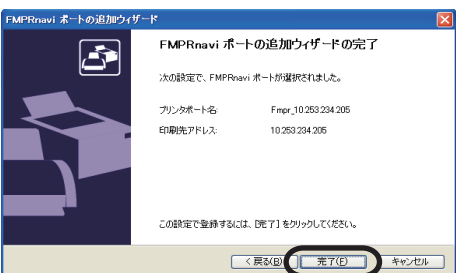 FMPRnavi ポートの追加ウィザード
FMPRnavi ポートの追加ウィザードの完了
次の設定で、FMPRnavi ポートが選択されました。
プリンタポート名: Fmpr_10.253.234.205
印刷先アドレス: 10.253.234.205
この設定で登録するには、[完了] をクリックしてください。
< 戻る(B) 完了(F) キャンセル